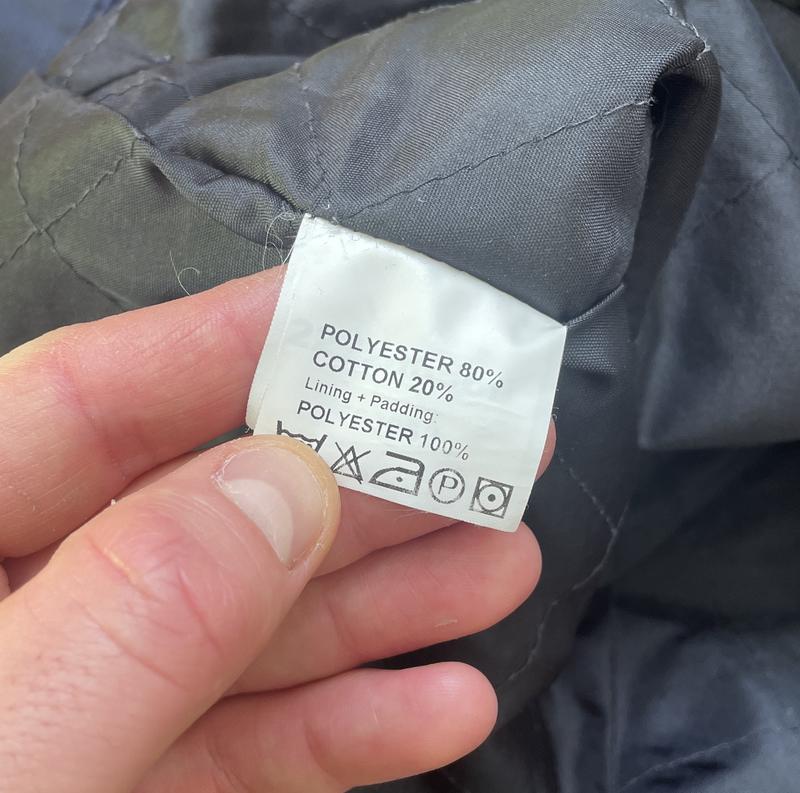 POLYESTER 80%
COTTON 20%
Lining + Padding:
POLYESTER 100%
P